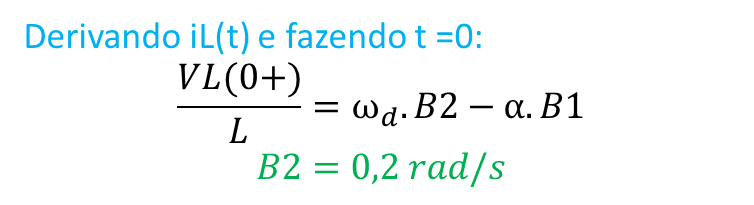 Derivando iL(t) e fazendo t =0:
VL(0+)/L = ω_d. B2 − α. B1
B2 = 0,2 rad/s